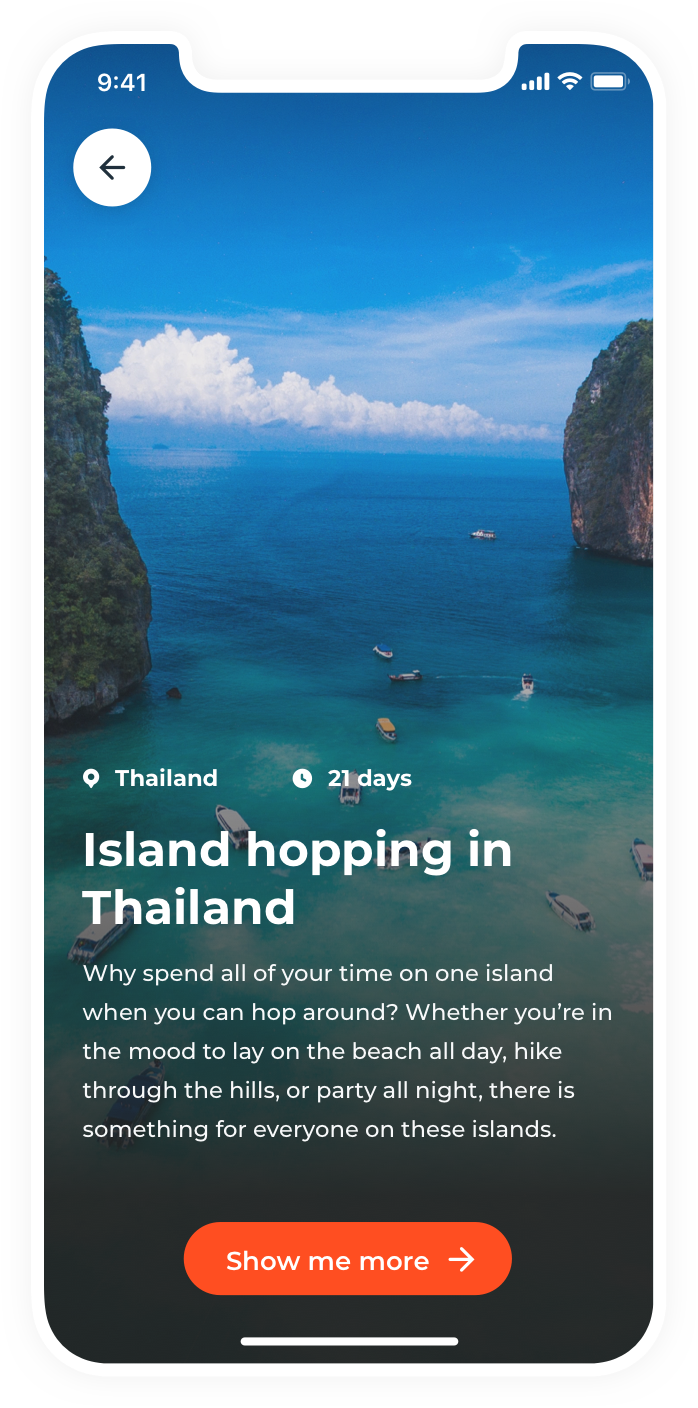 9:41
Thailand 21 days
Island hopping in
Thailand
Why spend all of your time on one island
when you can hop around? Whether you’re in
the mood to lay on the beach all day, hike
through the hills, or party all night, there is
something for everyone on these islands.
Show me more